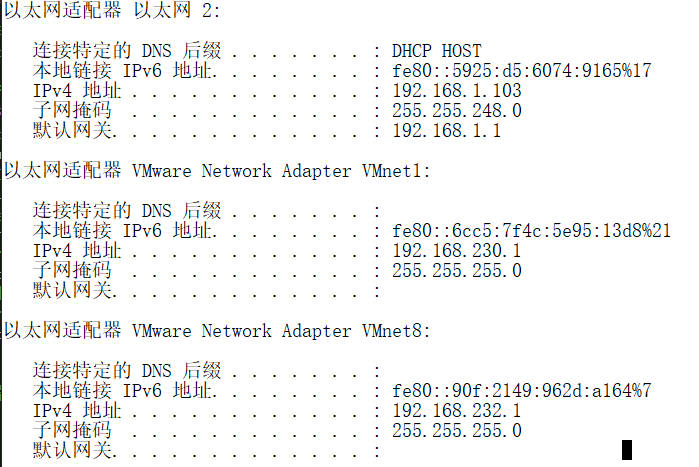 以太网适配器 以太网 2:
连接特定的 DNS 后缀 . . . . . . . : DHCP HOST
本地链接 IPv6 地址. . . . . . . . : fe80::5925:d5:6074:9165%17
IPv4 地址 . . . . . . . . . . . . : 192.168.1.103
子网掩码  . . . . . . . . . . . . : 255.255.248.0
默认网关. . . . . . . . . . . . . : 192.168.1.1
以太网适配器 VMware Network Adapter VMnet1:
连接特定的 DNS 后缀 . . . . . . . :
本地链接 IPv6 地址. . . . . . . . : fe80::6cc5:7f4c:5e95:13d8%21
IPv4 地址 . . . . . . . . . . . . : 192.168.230.1
子网掩码  . . . . . . . . . . . . : 255.255.255.0
默认网关. . . . . . . . . . . . . :
以太网适配器 VMware Network Adapter VMnet8:
连接特定的 DNS 后缀 . . . . . . . :
本地链接 IPv6 地址. . . . . . . . : fe80::90f:2149:962d:a164%7
IPv4 地址 . . . . . . . . . . . . : 192.168.232.1
子网掩码  . . . . . . . . . . . . : 255.255.255.0
默认网关. . . . . . . . . . . . . :